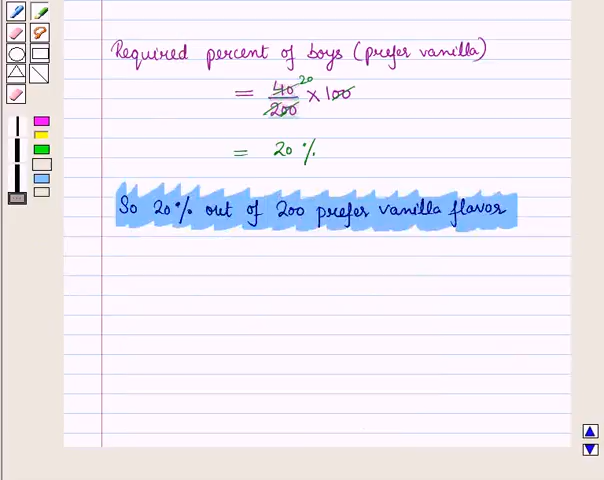 Required percent of boys (prefer vanilla)
= 40/200 20 × 100
= 20 %
So 20% out of 200 prefer vanilla flavor